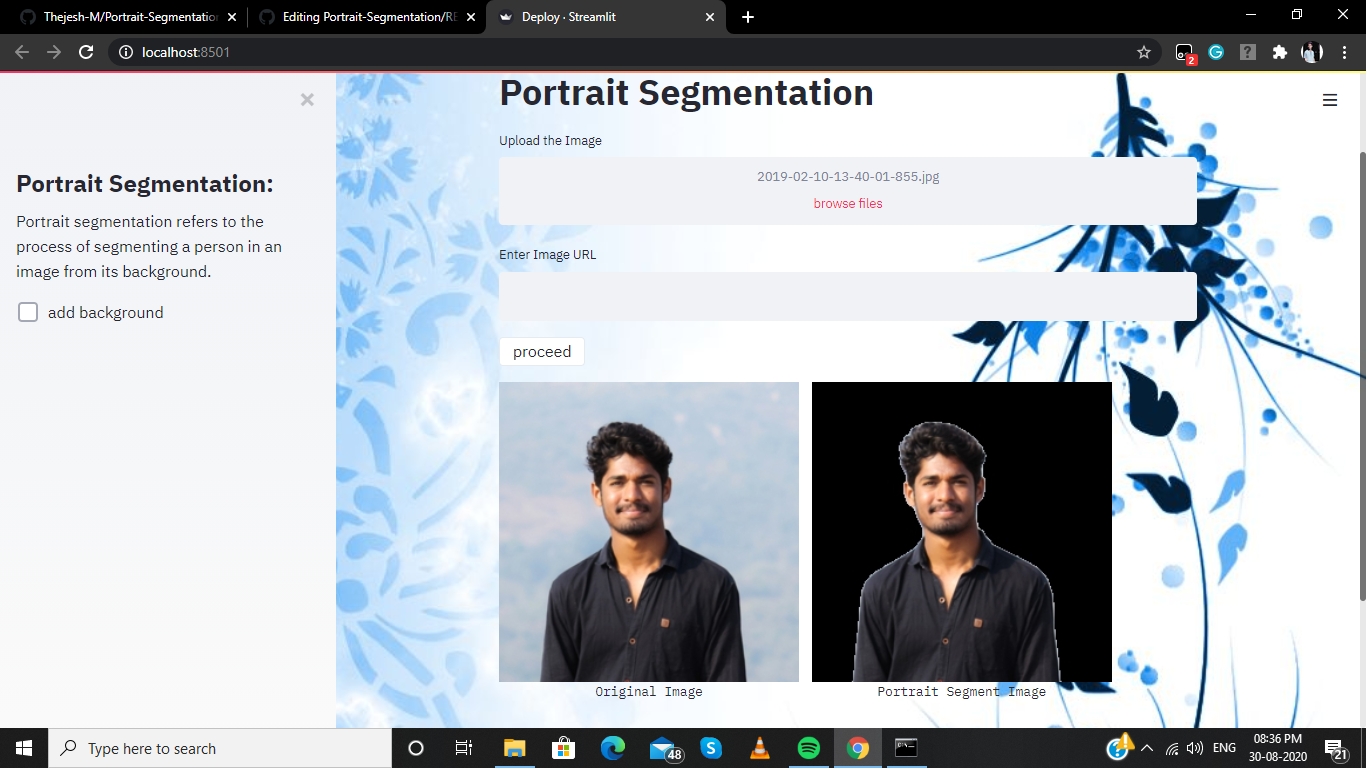 Thejesh-M/Portrait-Segmentation
Editing Portrait-Segmentation/RE
Deploy · Streamlit
localhost:8501
2
Portrait Segmentation:
Portrait segmentation refers to the
process of segmenting a person in an
image from its background.
add background
Portrait Segmentation
Upload the Image
2019-02-10-13-40-01-855.jpg
browse files
Enter Image URL
proceed
Original Image
Portrait Segment Image
Type here to search
48
ENG
08:36 PM
30-08-2020
21